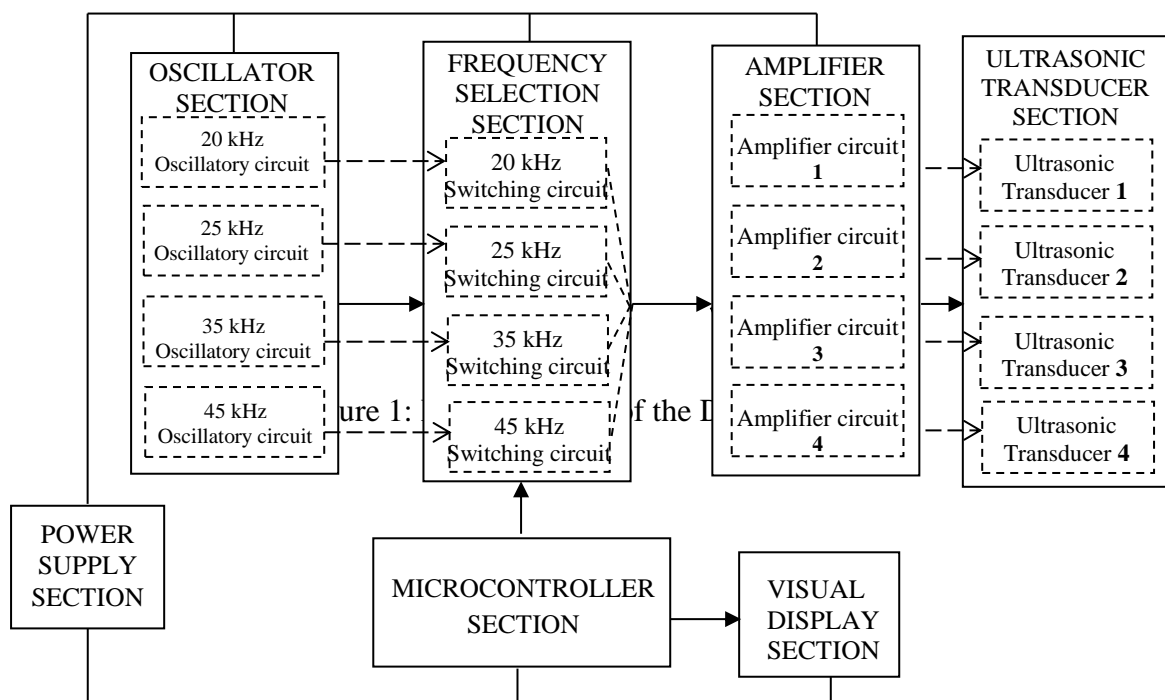 OSCILLATOR
SECTION
20 kHz
Oscillatory circuit
25 kHz
Oscillatory circuit
35 kHz
Oscillatory circuit
45 kHz
Oscillatory circuit
FREQUENCY
SELECTION
SECTION
20 kHz
Switching circuit
25 kHz
Switching circuit
35 kHz
Switching circuit
45 kHz
Switching circuit
AMPLIFIER
SECTION
Amplifier circuit
1
Amplifier circuit
2
Amplifier circuit
3
Amplifier circuit
4
ULTRASONIC
TRANSDUCER
SECTION
Ultrasonic
Transducer 1
Ultrasonic
Transducer 2
Ultrasonic
Transducer 3
Ultrasonic
Transducer 4
ure 1: of the
POWER
SUPPLY
SECTION
MICROCONTROLLER
SECTION
VISUAL
DISPLAY
SECTION